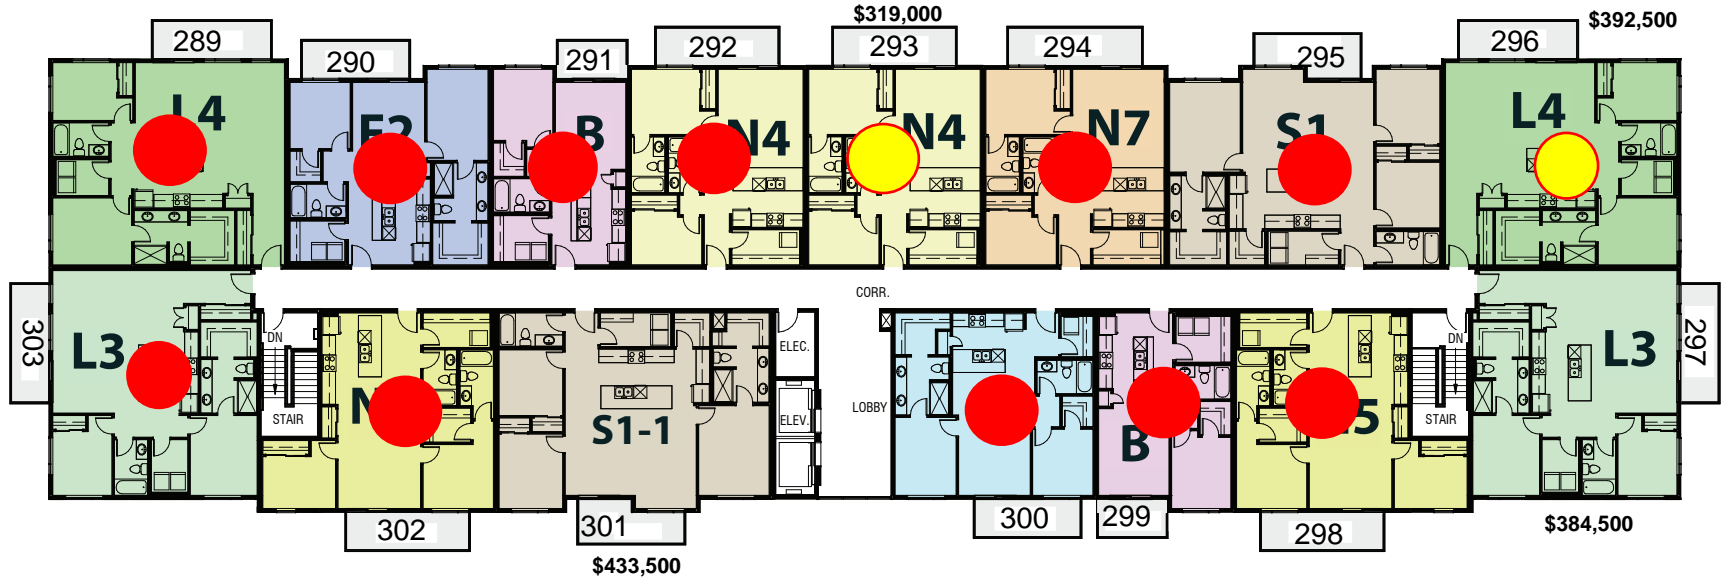 $319,000
$392,500
289
290
291
292
293
294
295
296
L4
B
N4
N4
N7
S1
L4
CORR.
303
297
DN
DN
ELEC.
L3
L3
LOBBY
STAIR
ELEV.
STAIR
S1-1
B
302
301
300
299
298
$384,500
$433,500